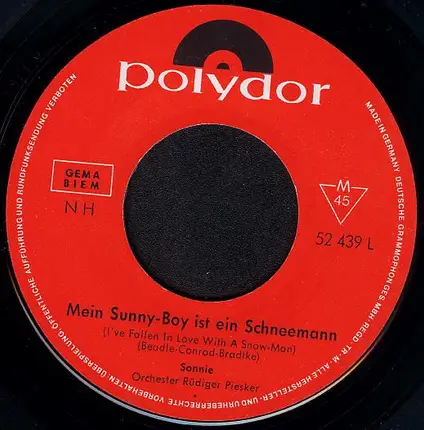 polydor
GEMA
BIEM
NH
M
45
52 439 L
Mein Sunny-Boy ist ein Schneemann
(I've Fallen In Love With A Snow-Man)
(Beadle-Conrad-Bradtke)
Sonnie
Orchester Rüdiger Piesker
MADE IN GERMANY DEUTSCHE GRAMMOPHON GES MBH REGD. TR. M. ALLE HERSTELLER- UND URHEBERRECHTE VORBEHALTEN ÜBERSPIELUNG, ÖFFENTLICHE AUFFÜHRUNG UND RUNDFUNKSENDUNG VERBOTEN